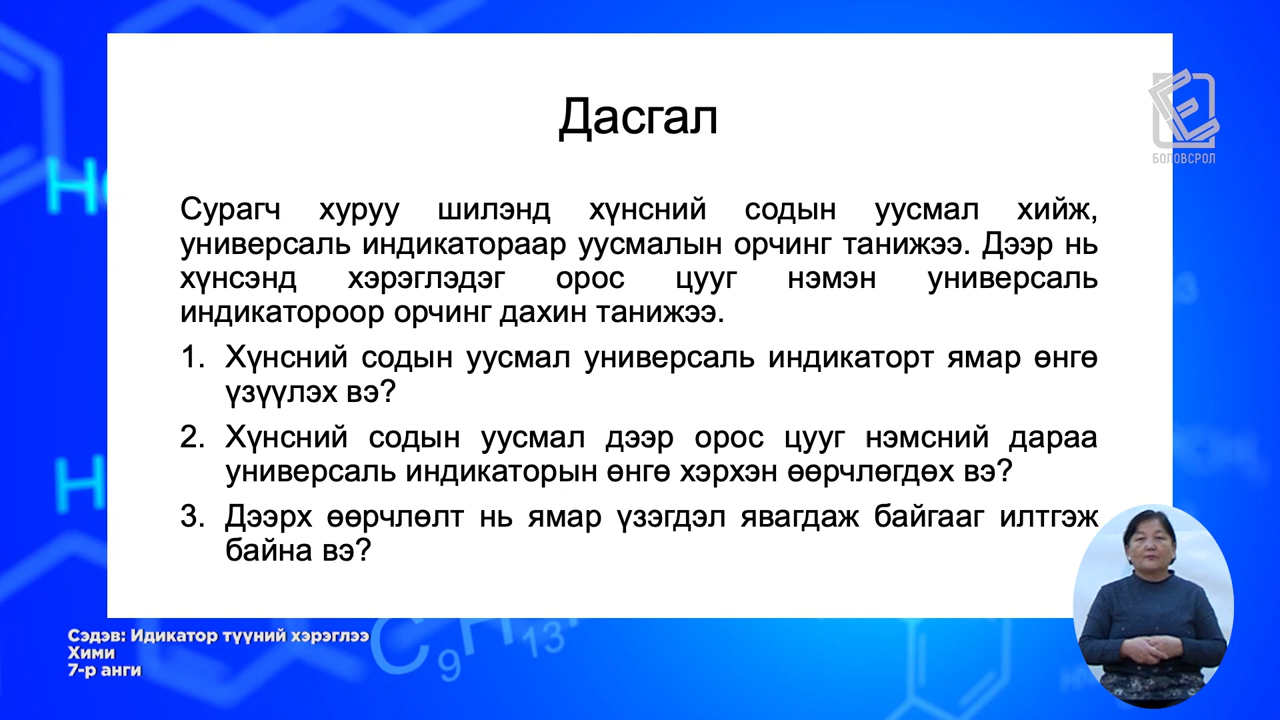 Дасгал
БОЛОВСРОЛ
Сурагч хуруу шилэнд хүнсний содын уусмал хийж,
универсаль индикатораар уусмалын орчинг танижээ. Дээр нь
хүнсэнд хэрэглэдэг орос цууг нэмэн универсаль
индикатороор орчинг дахин танижээ.
1. Хүнсний содын уусмал универсаль индикаторт ямар өнгө
үзүүлэх вэ?
2. Хүнсний содын уусмал дээр орос цууг нэмсний дараа
универсаль индикаторын өнгө хэрхэн өөрчлөгдөх вэ?
3. Дээрх өөрчлөлт нь ямар үзэгдэл явагдаж байгааг илтгэж
байна вэ?
Сэдэв: Идикатор түүний хэрэглээ
Хими
7-р анги
C9H13